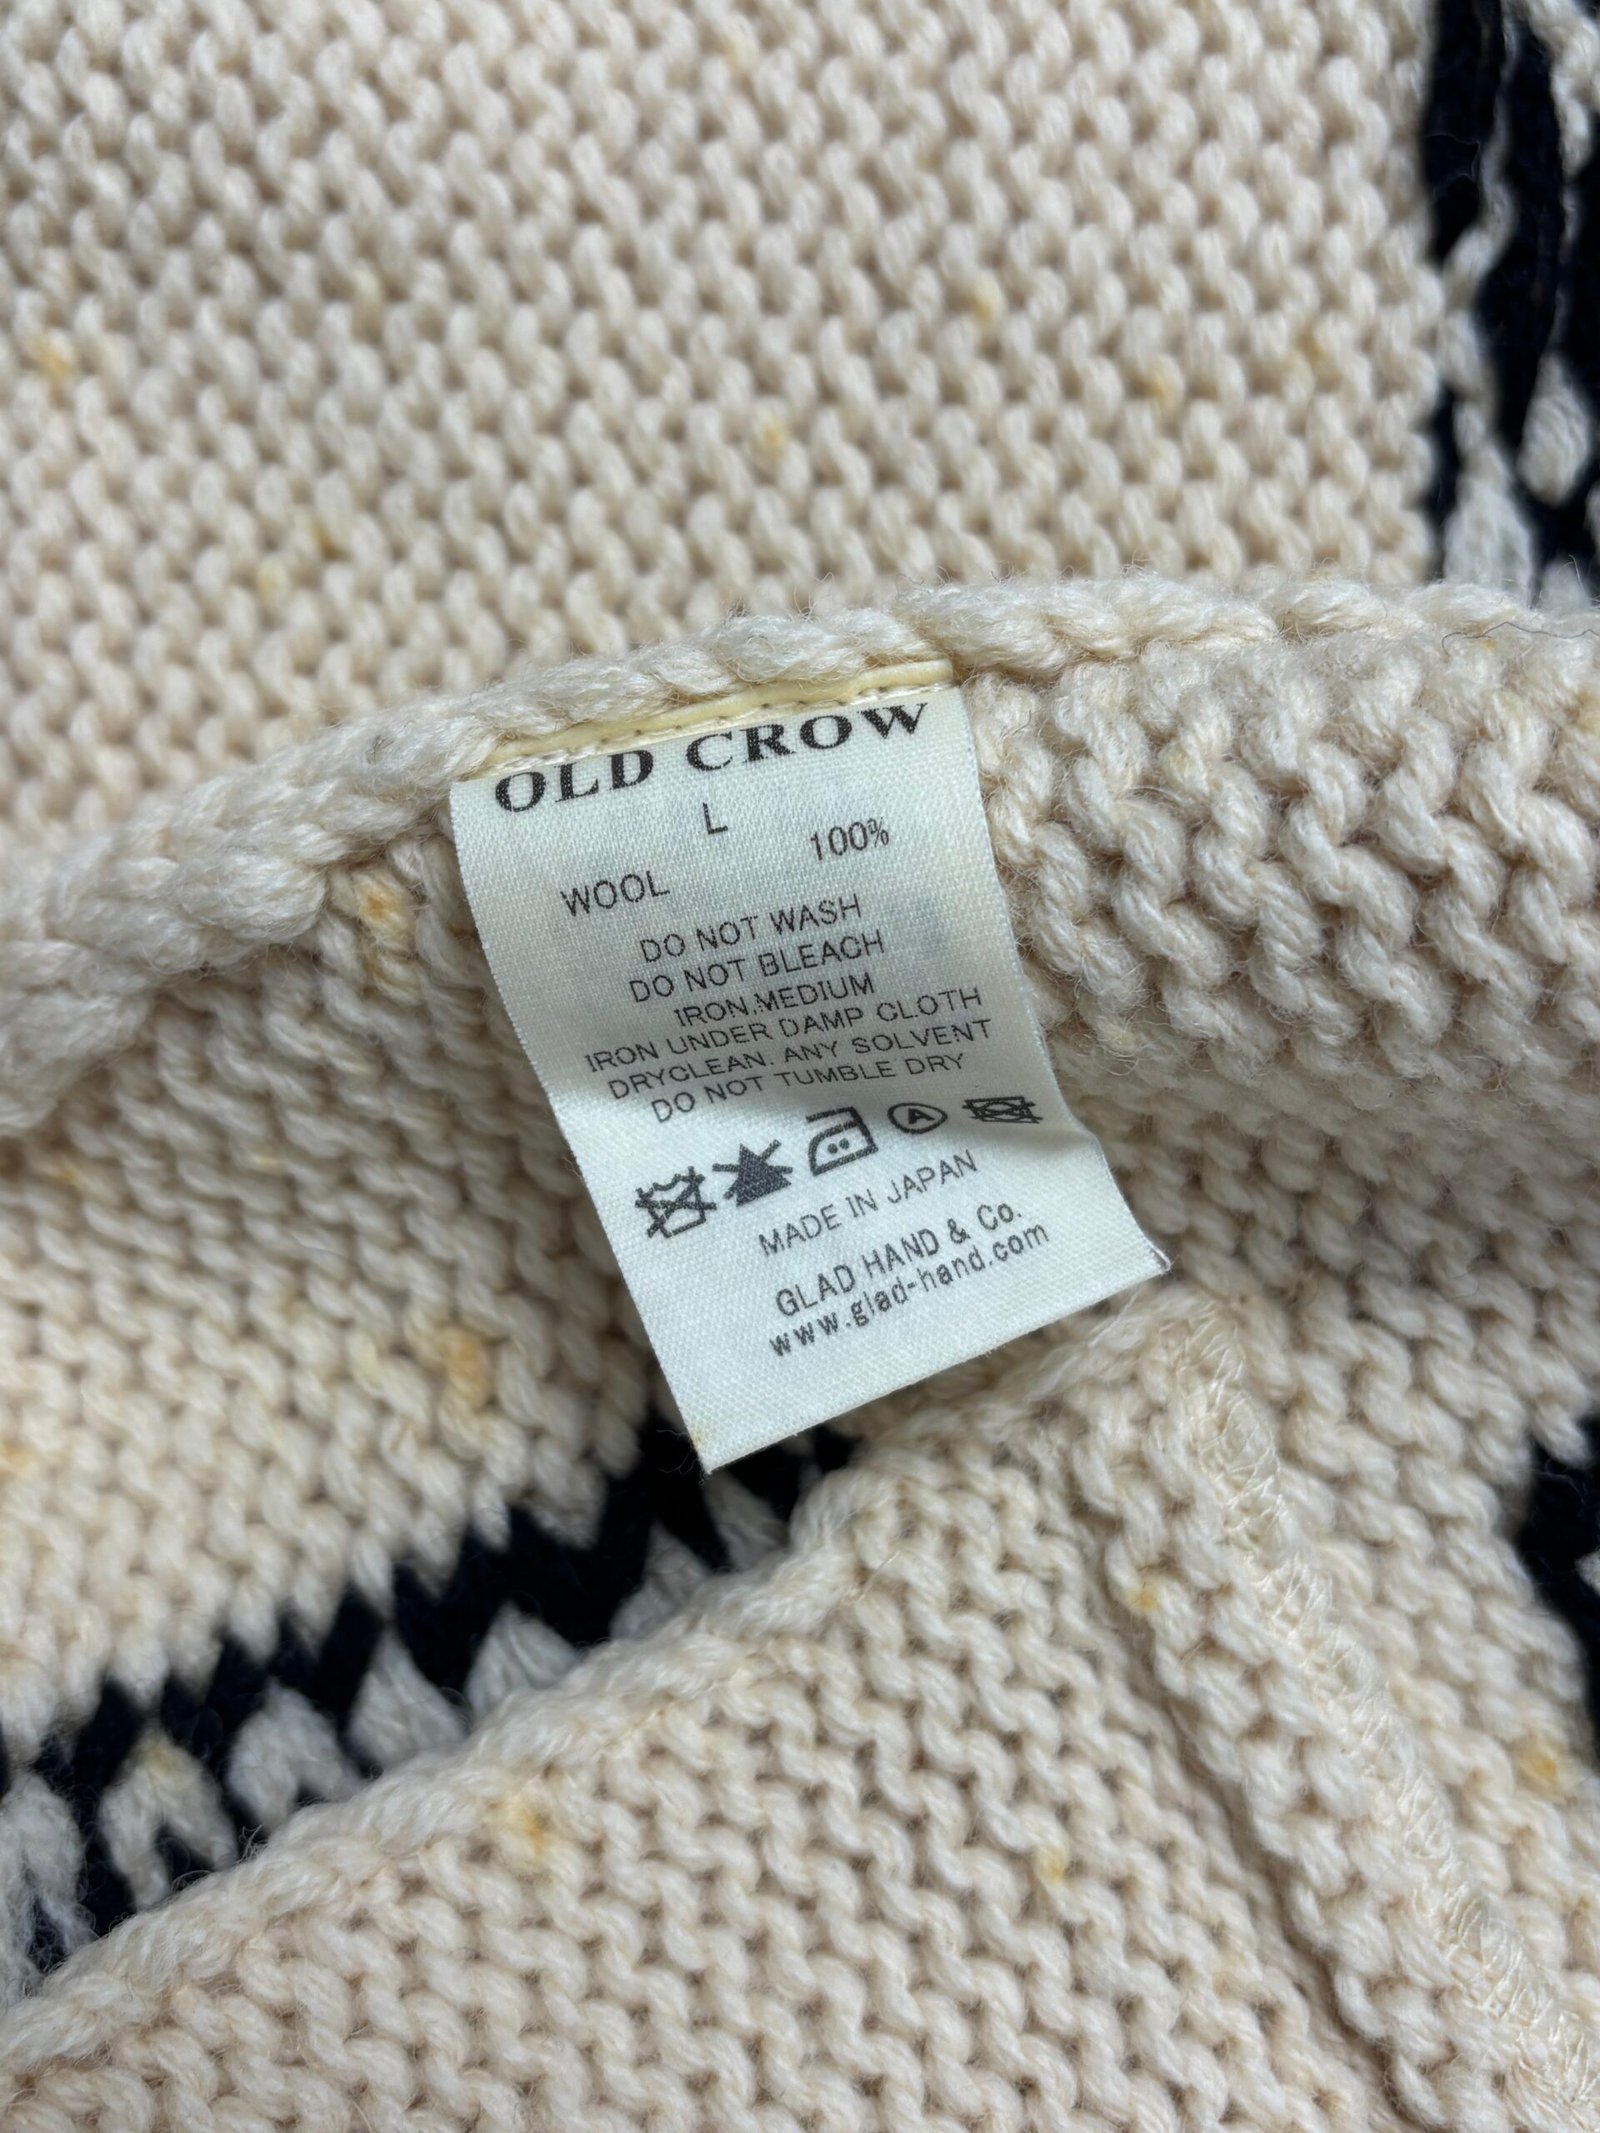 OLD CROW
L
WOOL 100%
DO NOT WASH
DO NOT BLEACH
IRON.MEDIUM
IRON UNDER DAMP CLOTH
DRYCLEAN. ANY SOLVENT
DO NOT TUMBLE DRY
A
MADE IN JAPAN
GLAD HAND & Co.
www.glad-hand.com